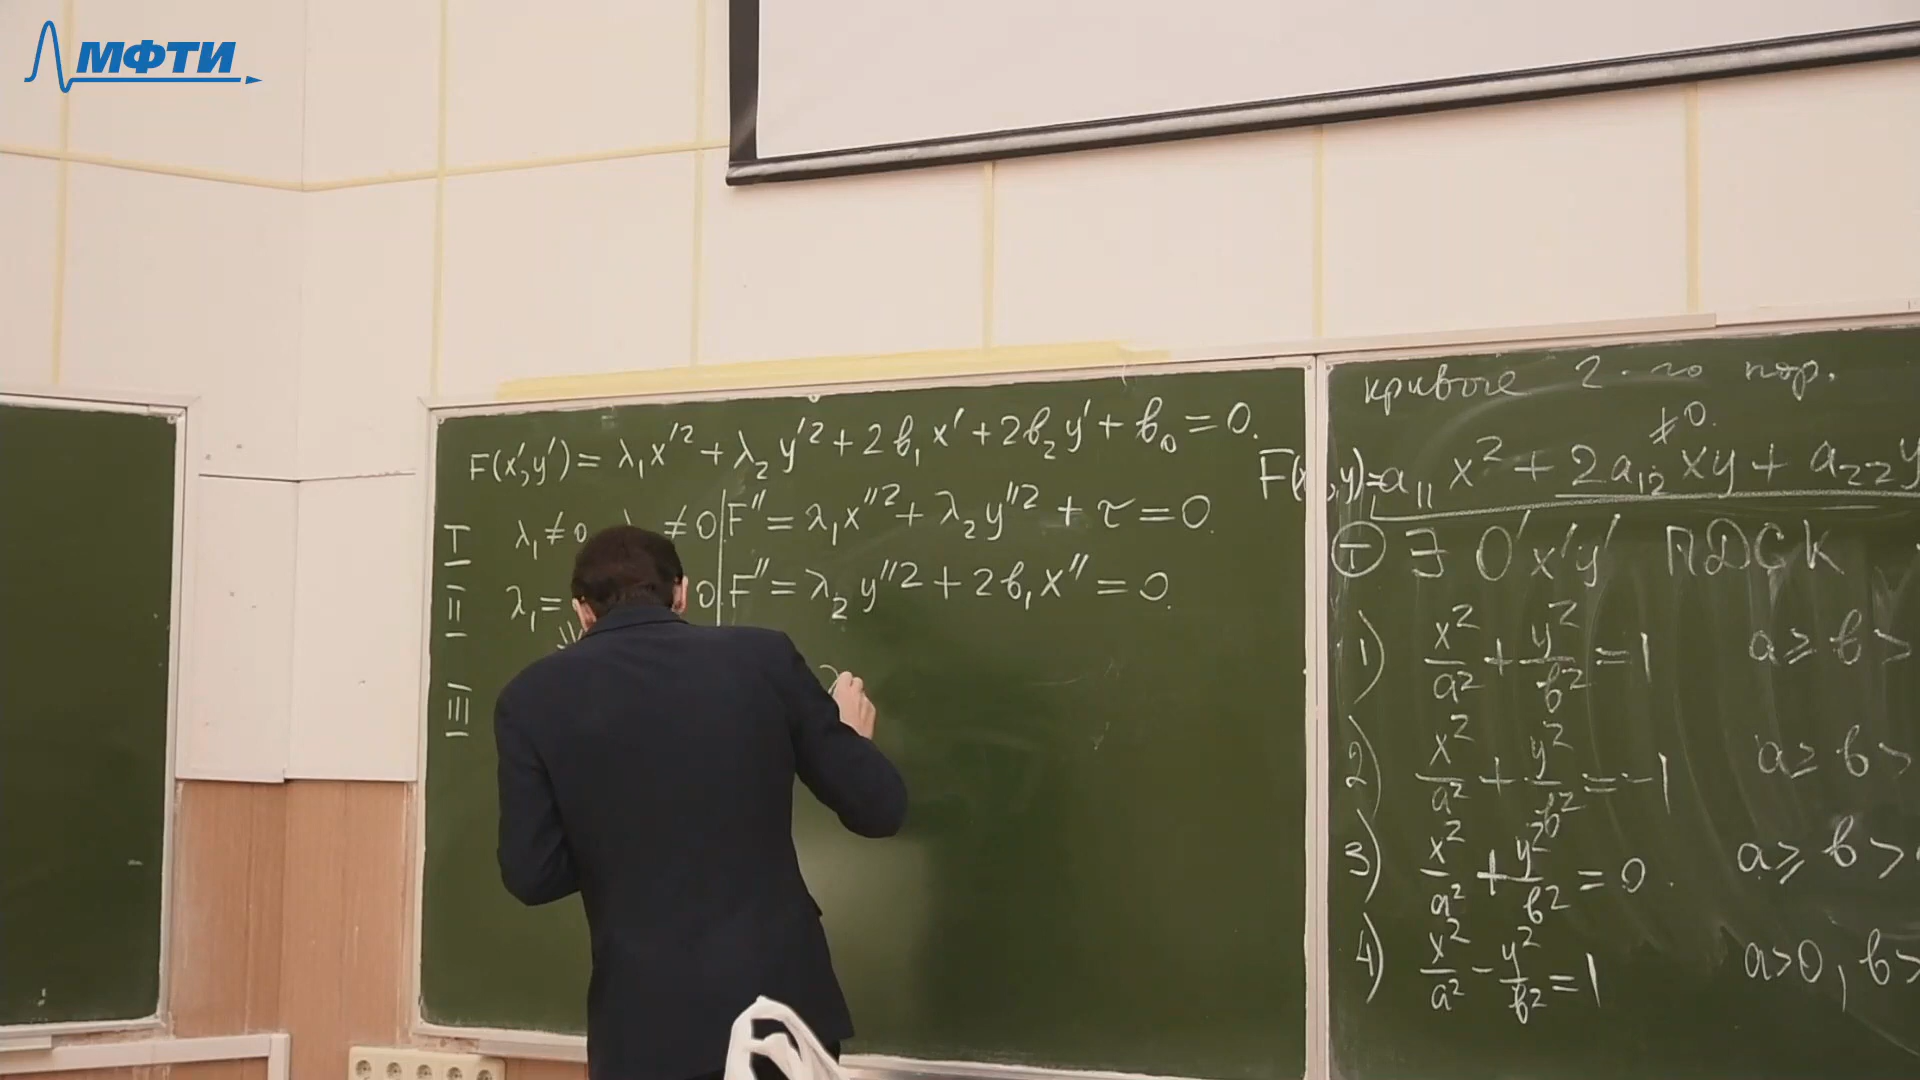 МФТИ
F(x',y') = λ₁x'² + λ₂y'² + 2b₁x' + 2b₂y' + b₀ = 0.
I λ₁ ≠ 0 ≠ 0 | F'' = λ₁x''² + λ₂y''² + τ = 0.
II λ₁ = 0 | F'' = λ₂y''² + 2b₁x'' = 0.
III
кривые 2-го пор.
≠0.
F(x,y) = a₁₁x² + 2a₁₂xy + a₂₂y
Ⓣ ∃ O'x'y' ПДСК
1) x²/a² + y²/b² = 1 a ≥ b >
2) x²/a² + y²/b² = -1 a ≥ b >
3) x²/a² + y²/b² = 0. a ≥ b >
4) x²/a² - y²/b² = 1 a>0, b>